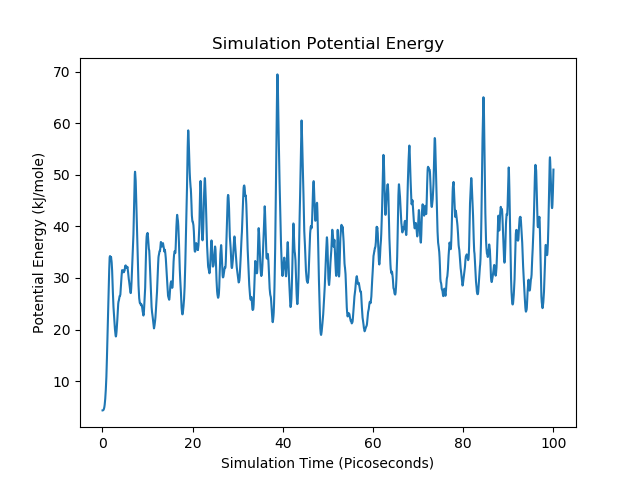 Simulation Potential Energy
Potential Energy (kJ/mole)
70
60
50
40
30
20
10
0 20 40 60 80 100
Simulation Time (Picoseconds)